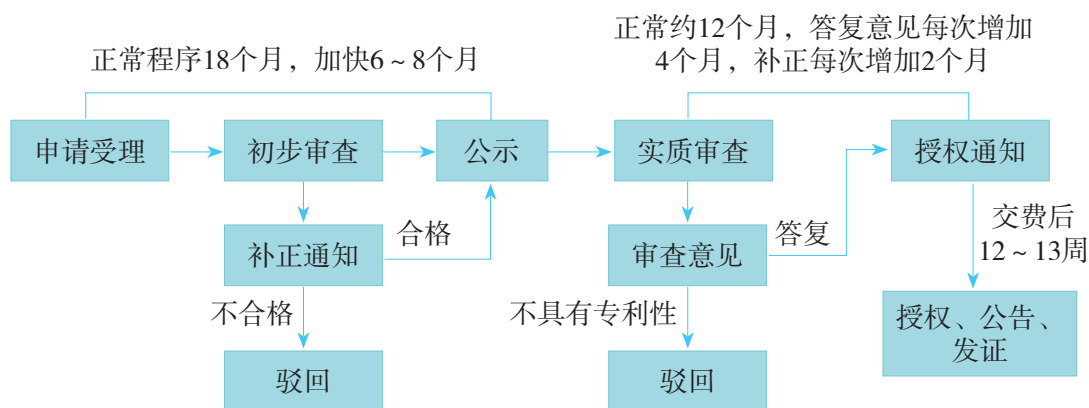 正常程序18个月，加快6～8个月
正常约12个月，答复意见每次增加
4个月，补正每次增加2个月
申请受理
初步审查
公示
实质审查
授权通知
补正通知
合格
审查意见
答复
交费后
12～13周
不合格
不具有专利性
驳回
驳回
授权、公告、
发证